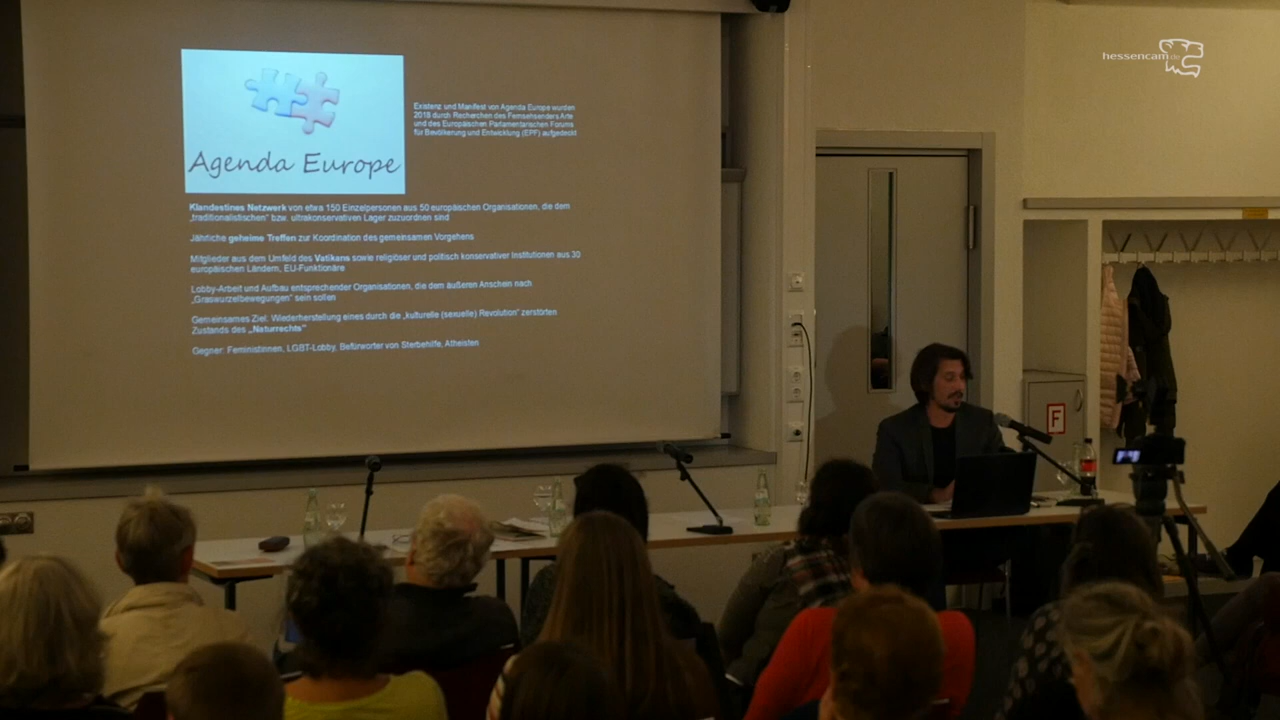 hessencam.de
Agenda Europe
Existenz und Manifest von Agenda Europe wurden
2018 durch Recherchen des Fernsehsenders Arte
und des Europäischen Parlamentarischen Forums
für Bevölkerung und Entwicklung (EPF) aufgedeckt
Klandestines Netzwerk von etwa 150 Einzelpersonen aus 50 europäischen Organisationen, die dem
„traditionalistischen“ bzw. ultrakonservativen Lager zuzuordnen sind
Jährliche geheime Treffen zur Koordination des gemeinsamen Vorgehens
Mitglieder aus dem Umfeld des Vatikans sowie religiöser und politisch konservativer Institutionen aus 30
europäischen Ländern, EU-Funktionäre
Lobby-Arbeit und Aufbau entsprechender Organisationen, die dem äußeren Anschein nach
„Graswurzelbewegungen“ sein sollen
Gemeinsames Ziel: Wiederherstellung eines durch die „kulturelle (sexuelle) Revolution“ zerstörten
Zustands des „Naturrechts“
Gegner: Feministinnen, LGBT-Lobby, Befürworter von Sterbehilfe, Atheisten
F